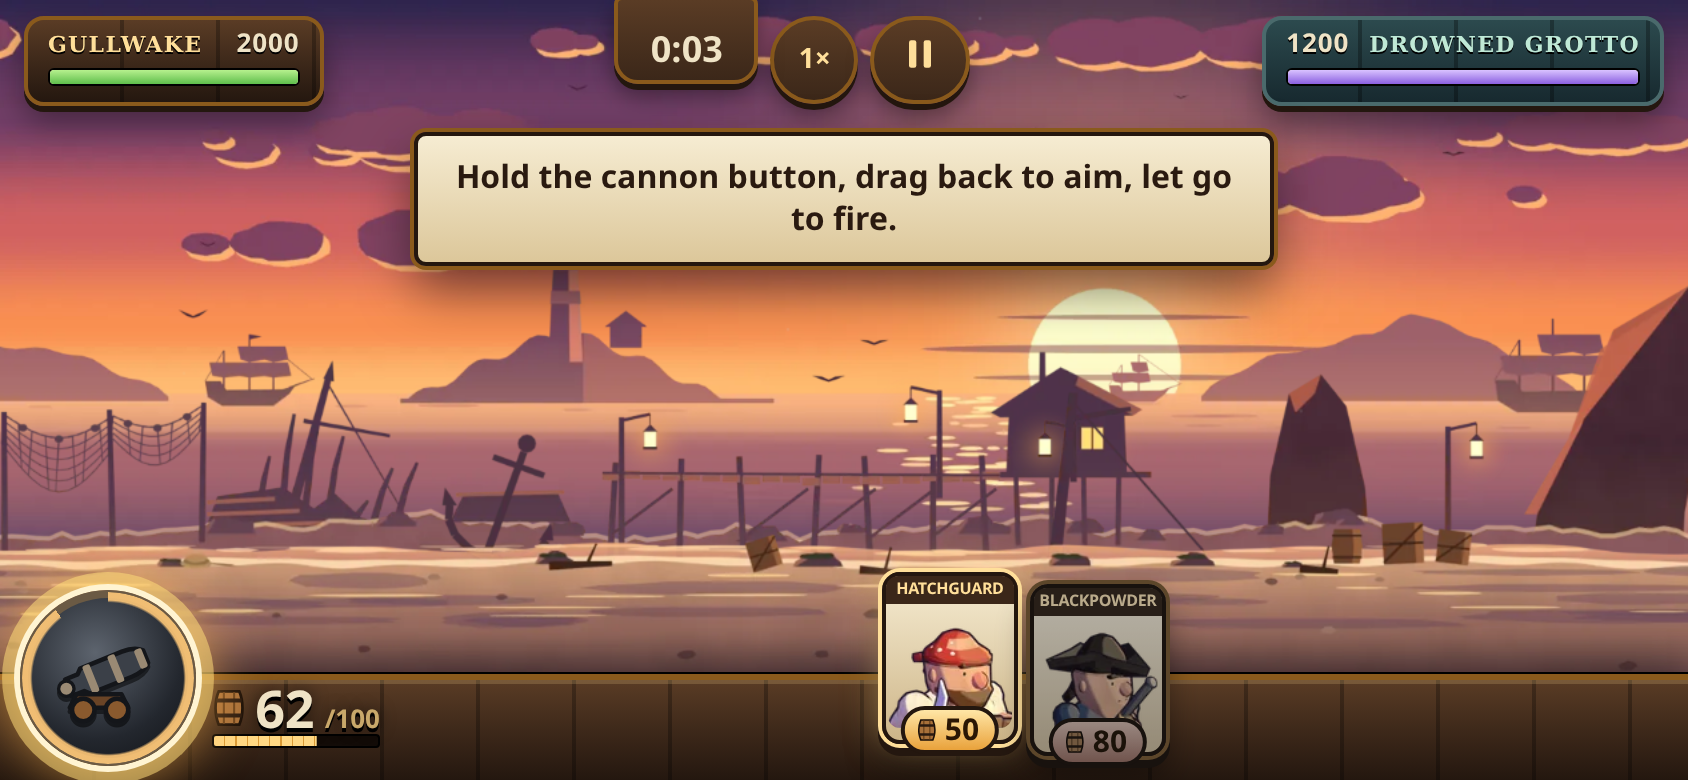 GULLWAKE 2000
0:03
1×
1200 DROWNED GROTTO
Hold the cannon button, drag back to aim, let go
to fire.
HATCHGUARD
BLACKPOWDER
62 /100
50
80